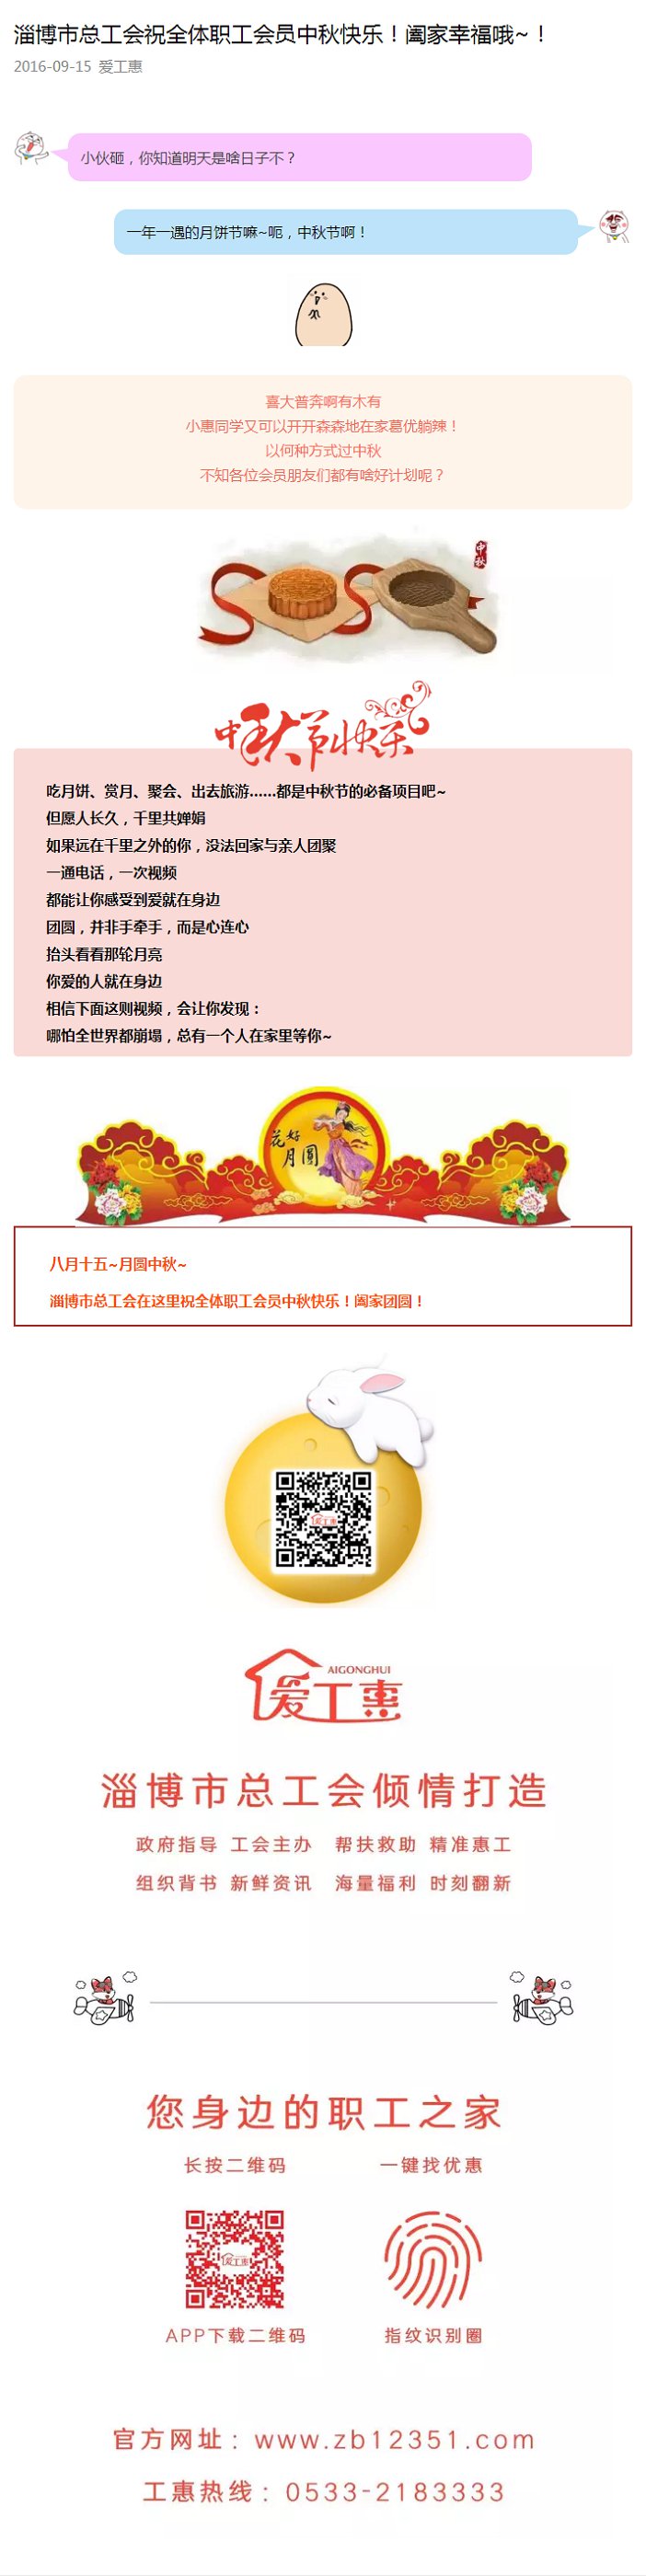 淄博市总工会祝全体职工会员中秋快乐！阖家幸福哦~！
2016-09-15 爱工惠
小伙砸，你知道明天是啥日子不？
一年一遇的月饼节嘛~呃，中秋节啊！
喜大普奔啊有木有
小惠同学又可以开开森森地在家葛优躺辣！
以何种方式过中秋
不知各位会员朋友们都有啥好计划呢？
中秋
中秋节快乐
吃月饼、赏月、聚会、出去旅游……都是中秋节的必备项目吧~
但愿人长久，千里共婵娟
如果远在千里之外的你，没法回家与亲人团聚
一通电话，一次视频
都能让你感受到爱就在身边
团圆，并非手牵手，而是心连心
抬头看看那轮月亮
你爱的人就在身边
相信下面这则视频，会让你发现：
哪怕全世界都崩塌，总有一个人在家里等你~
花好
月圆
八月十五~月圆中秋~
淄博市总工会在这里祝全体职工会员中秋快乐！阖家团圆！
爱工惠
AIGONGHUI
爱工惠
淄博市总工会倾情打造
政府指导 工会主办 帮扶救助 精准惠工
组织背书 新鲜资讯 海量福利 时刻翻新
您身边的职工之家
长按二维码 一键找优惠
爱工惠
APP下载二维码 指纹识别圈
官方网址：www.zb12351.com
工惠热线：0533-2183333